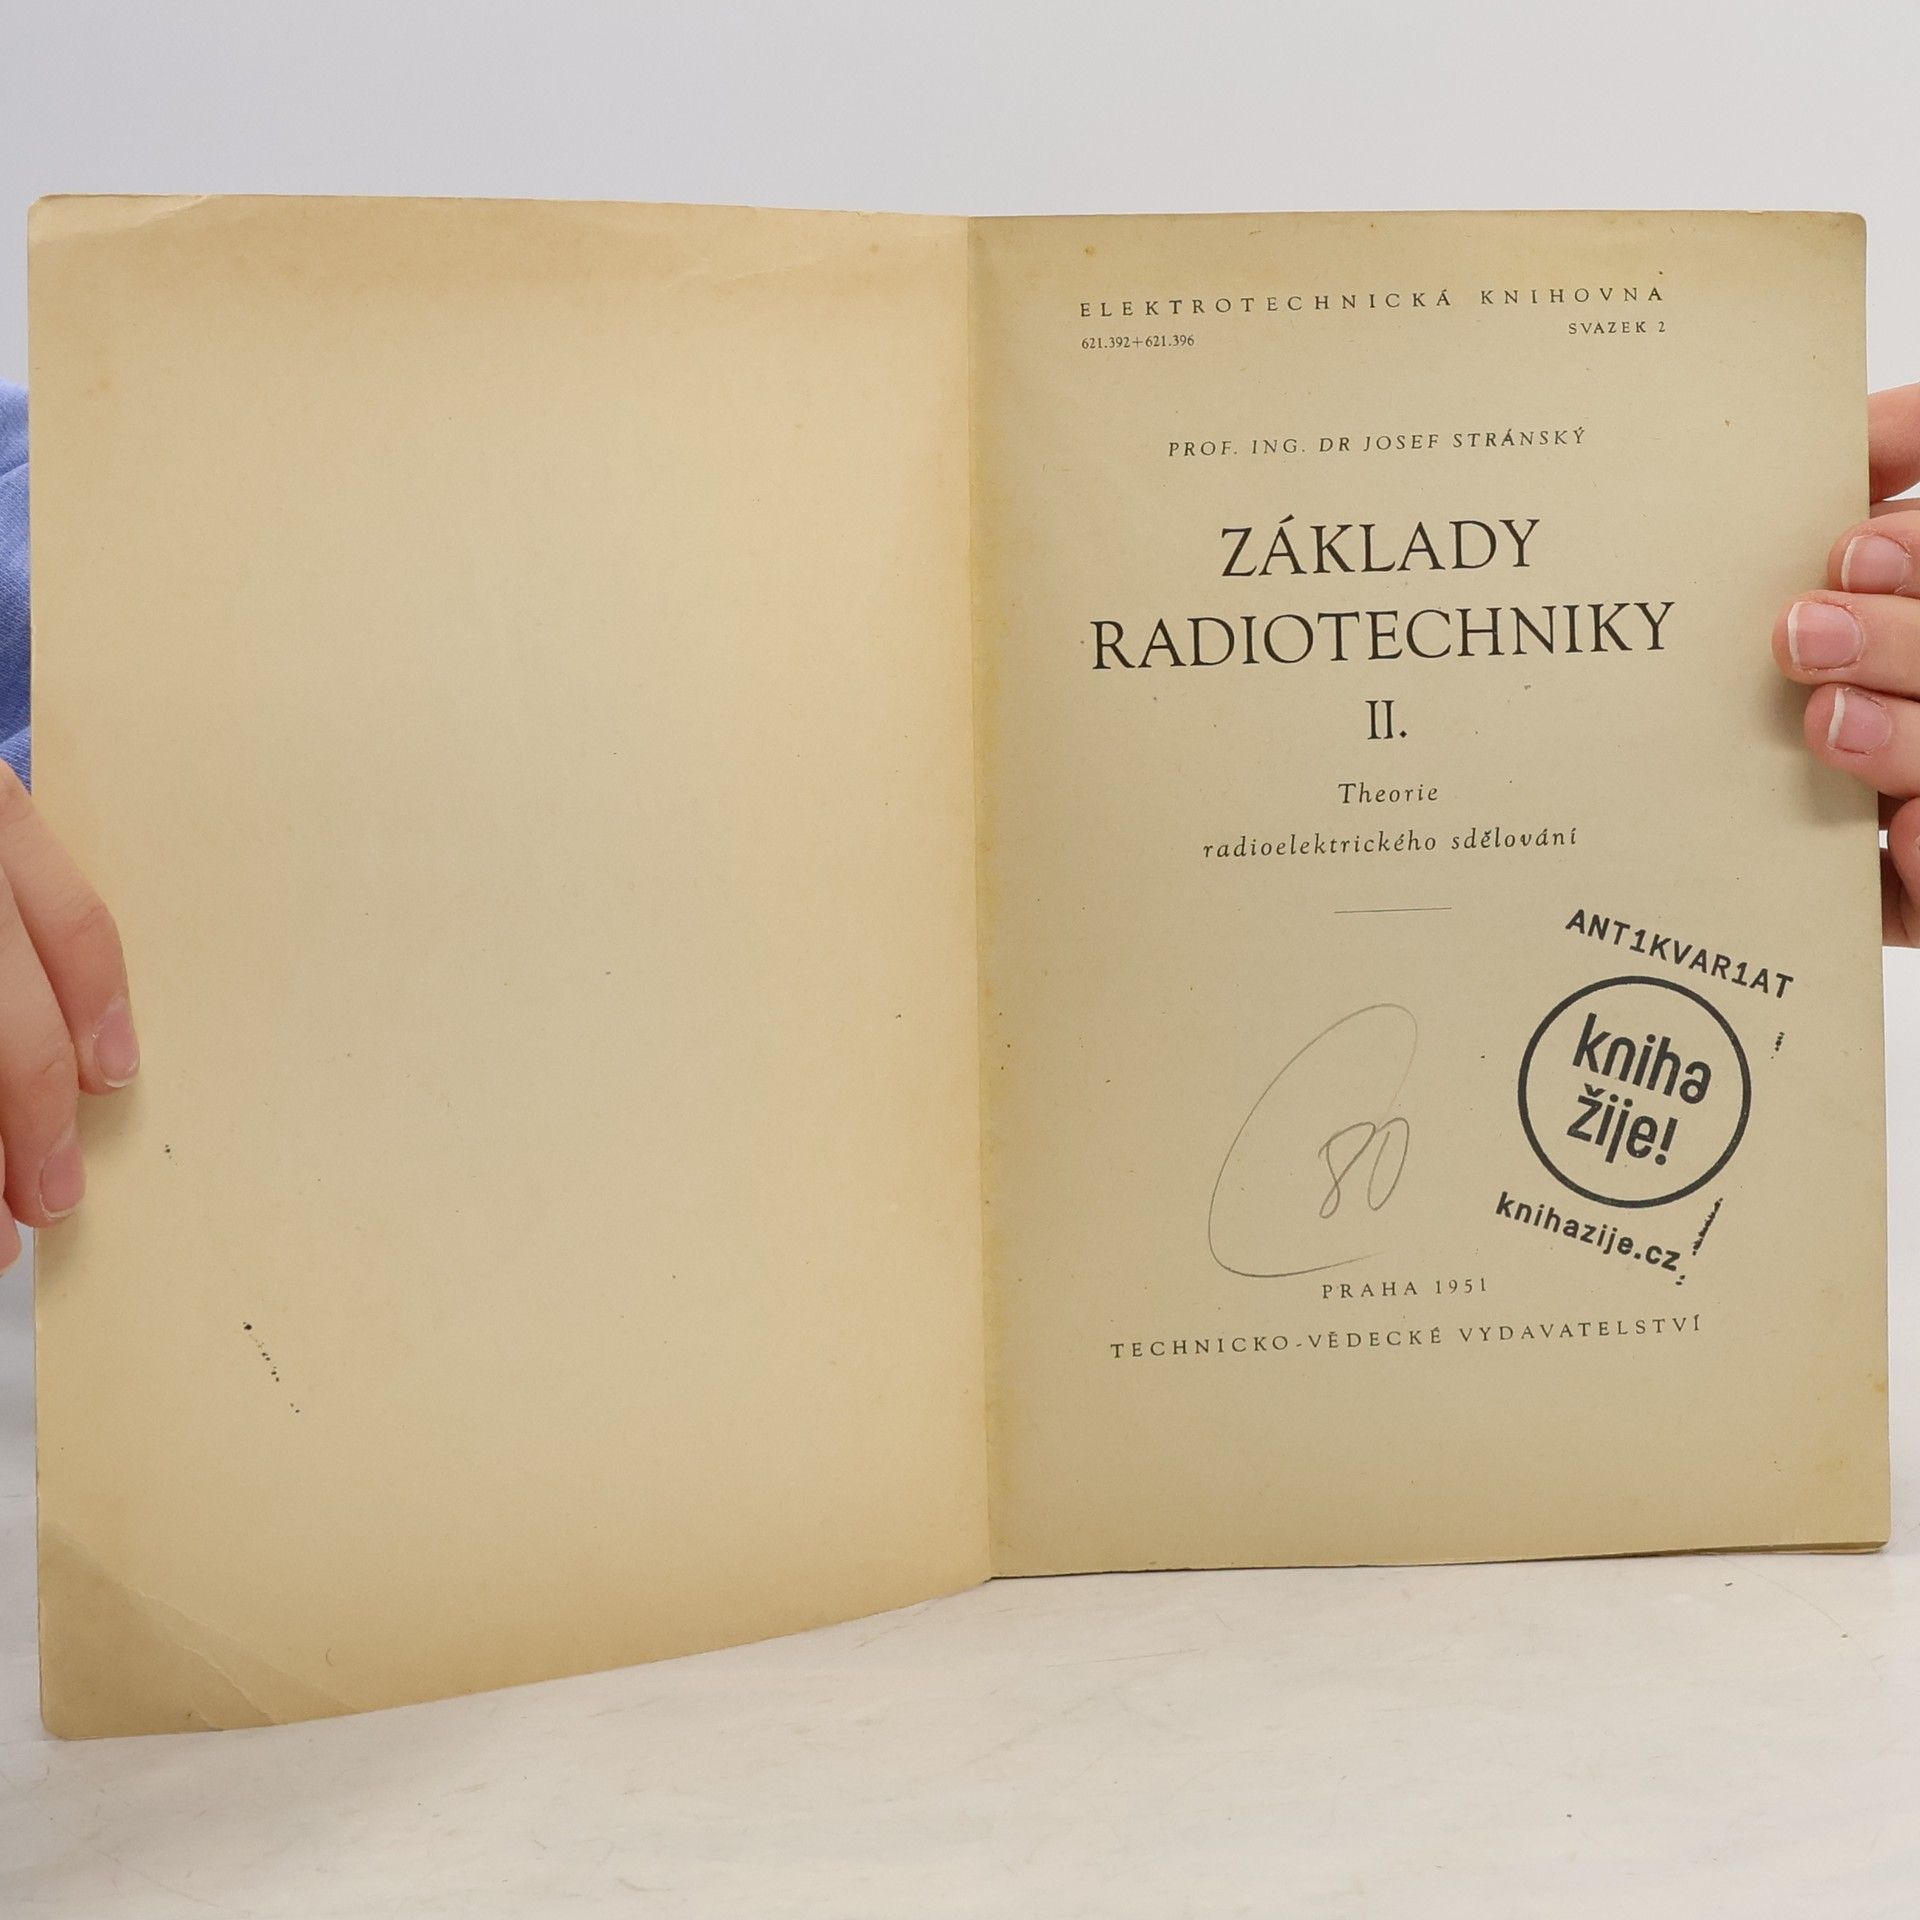 ELEKTROTECHNICKÁ KNIHOVNA
621.392+621.396
SVAZEK 2
PROF. ING. DR JOSEF STRÁNSKÝ
ZÁKLADY
RADIOTECHNIKY
II.
Theorie
radioelektrického sdělování
ANT1KVAR1AT
kniha
žije!
knihazije.cz
80
PRAHA 1951
TECHNICKO-VĚDECKÉ VYDAVATELSTVÍ